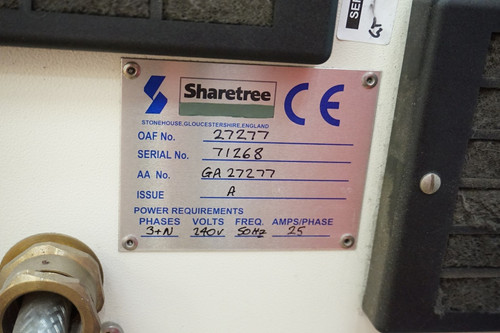 SER
Sharetree
CE
STONEHOUSE, GLOUCESTERSHIRE, ENGLAND
OAF No. 27277
SERIAL No. 71268
AA No. GA 27277
ISSUE A
POWER REQUIREMENTS
PHASES VOLTS FREQ. AMPS/PHASE
3+N 240V 50Hz 25